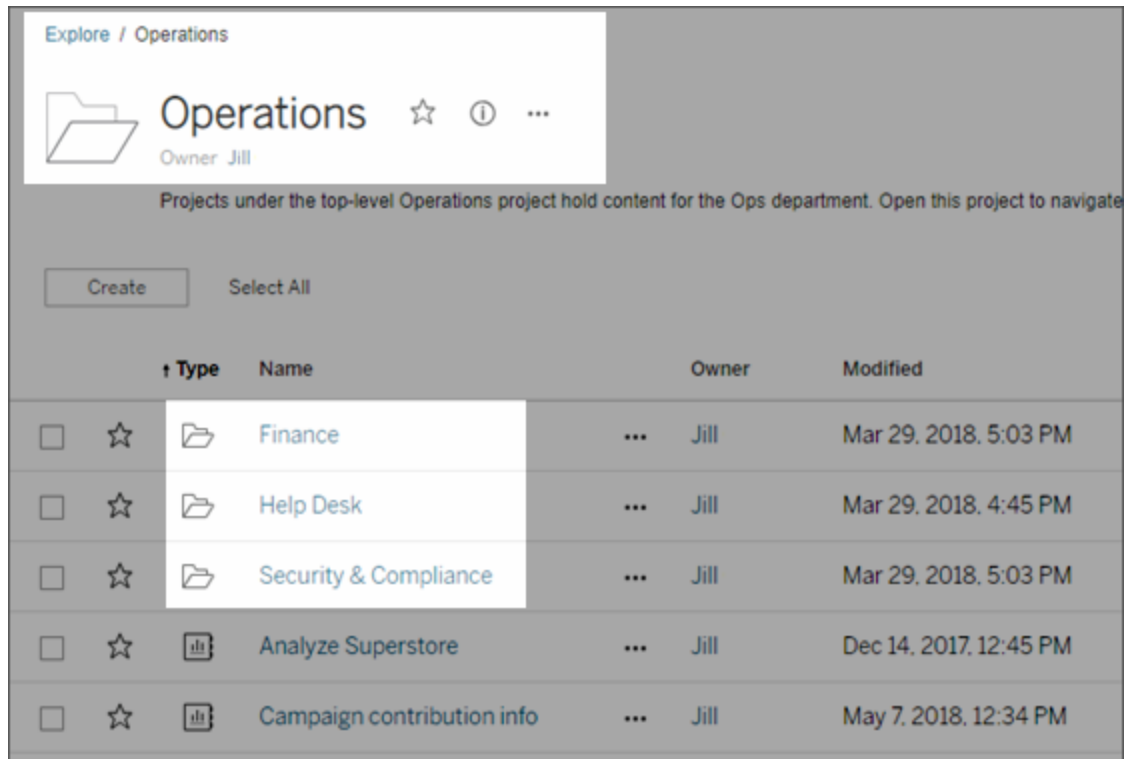 Explore / Operations
Operations
Owner Jill
Projects under the top-level Operations project hold content for the Ops department. Open this project to navigate
Create Select All
↑ Type Name Owner Modified
Finance ... Jill Mar 29, 2018, 5:03 PM
Help Desk ... Jill Mar 29, 2018, 4:45 PM
Security & Compliance ... Jill Mar 29, 2018, 5:03 PM
Analyze Superstore ... Jill Dec 14, 2017, 12:45 PM
Campaign contribution info ... Jill May 7, 2018, 12:34 PM